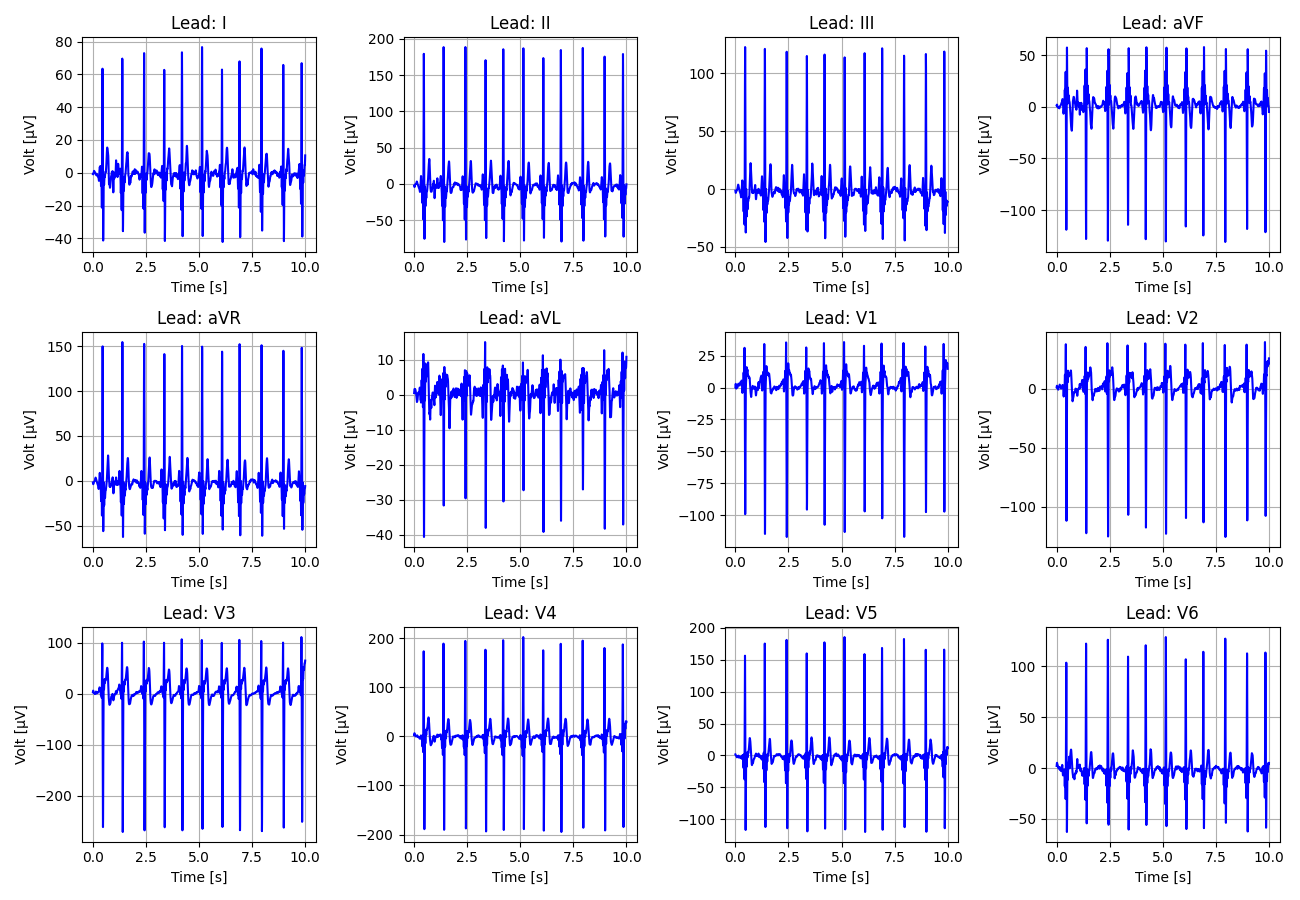 Lead: I
Lead: II
Lead: III
Lead: aVF
Volt [µV]
80
60
40
20
0
−20
−40
0.0 2.5 5.0 7.5 10.0
Time [s]
Volt [µV]
200
150
100
50
0
−50
0.0 2.5 5.0 7.5 10.0
Time [s]
Volt [µV]
100
50
0
−50
0.0 2.5 5.0 7.5 10.0
Time [s]
Volt [µV]
50
0
−50
−100
0.0 2.5 5.0 7.5 10.0
Time [s]
Lead: aVR
Lead: aVL
Lead: V1
Lead: V2
Volt [µV]
150
100
50
0
−50
0.0 2.5 5.0 7.5 10.0
Time [s]
Volt [µV]
10
0
−10
−20
−30
−40
0.0 2.5 5.0 7.5 10.0
Time [s]
Volt [µV]
25
0
−25
−50
−75
−100
0.0 2.5 5.0 7.5 10.0
Time [s]
Volt [µV]
0
−50
−100
0.0 2.5 5.0 7.5 10.0
Time [s]
Lead: V3
Lead: V4
Lead: V5
Lead: V6
Volt [µV]
100
0
−100
−200
0.0 2.5 5.0 7.5 10.0
Time [s]
Volt [µV]
200
100
0
−100
−200
0.0 2.5 5.0 7.5 10.0
Time [s]
Volt [µV]
200
150
100
50
0
−50
−100
0.0 2.5 5.0 7.5 10.0
Time [s]
Volt [µV]
100
50
0
−50
0.0 2.5 5.0 7.5 10.0
Time [s]